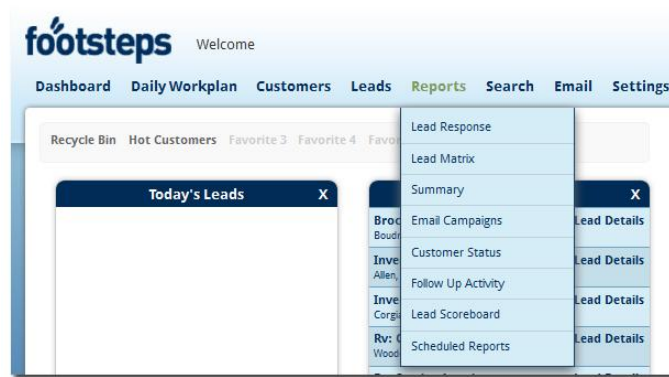 footsteps Welcome
Dashboard Daily Workplan Customers Leads Reports Search Email Settings
Recycle Bin Hot Customers Favorite 3 Favorite 4
Lead Response
Lead Matrix
Today's Leads X
Summary
X
Email Campaigns
Lead Details
Customer Status
Lead Details
Allen,
Follow Up Activity
Lead Details
Lead Scoreboard
Rv:
Lead Details
Scheduled Reports